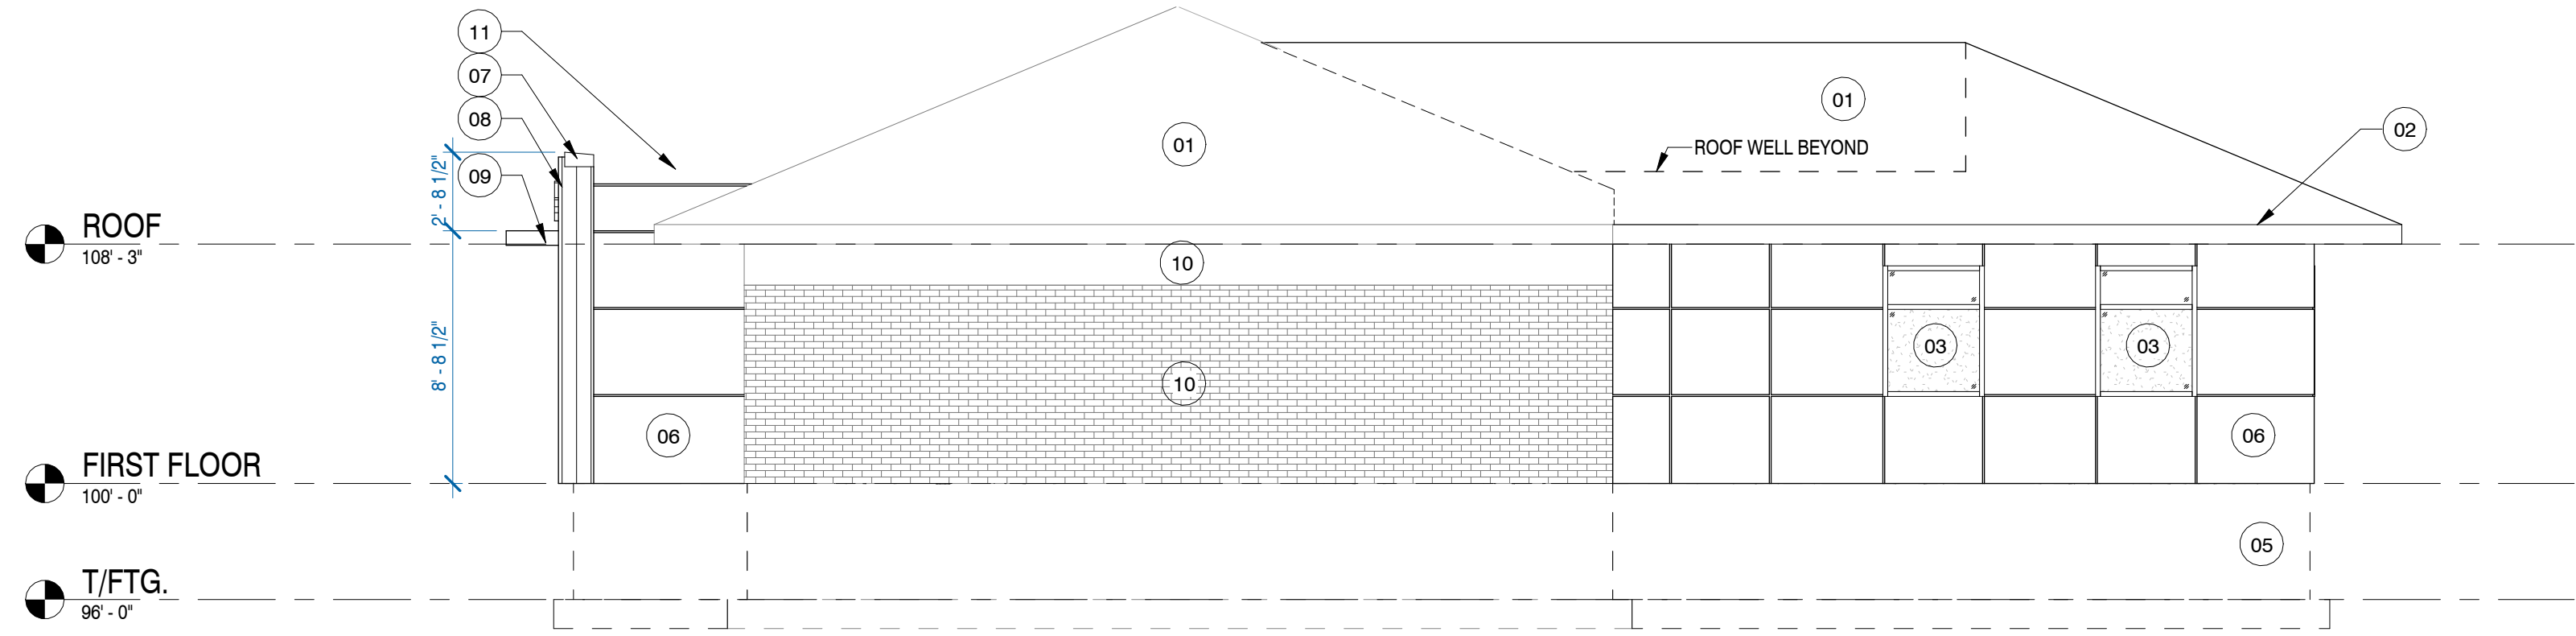 11
07
08
09
2' - 8 1/2"
8' - 8 1/2"
ROOF
108' - 3"
FIRST FLOOR
100' - 0"
T/FTG.
96' - 0"
01
01
ROOF WELL BEYOND
02
10
10
03
03
06
06
05